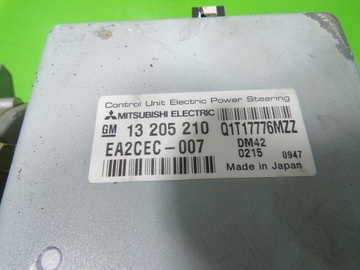 Control Unit Electric Power Steering
MITSUBISHI ELECTRIC
GM 13 205 210 Q1T17776MZZ
EA2CEC-007 DM42
0215 0947
Made in Japan